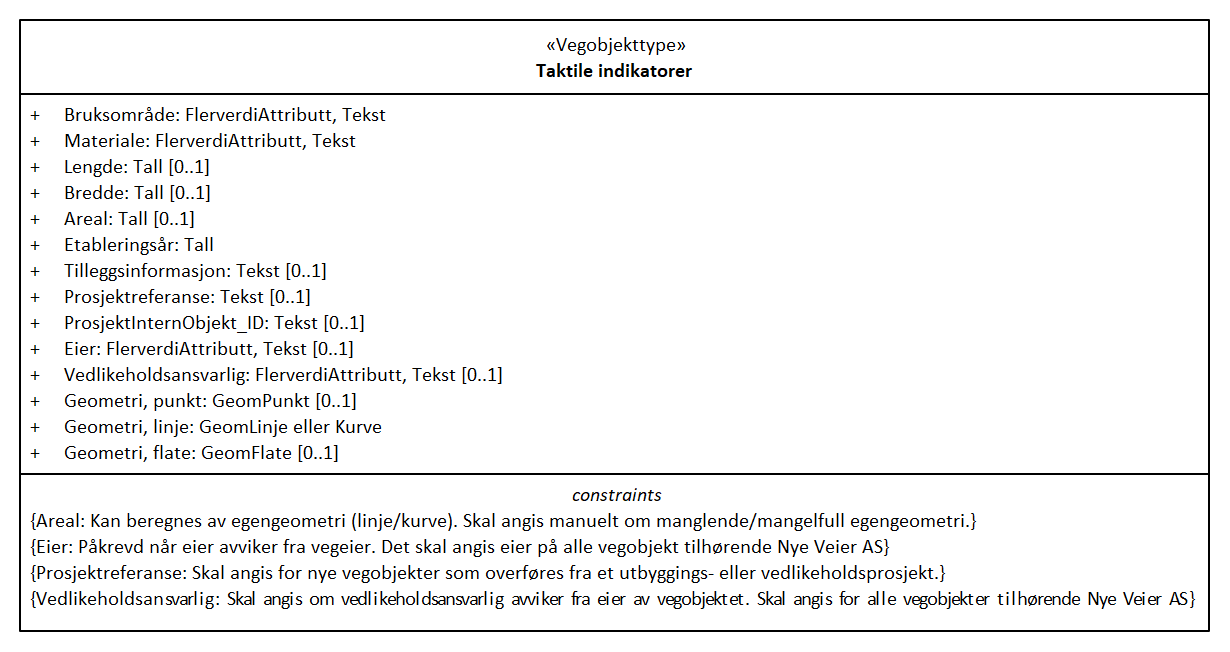 «Vegobjekttype»
Taktile indikatorer
+ Bruksområde: FlerverdiAttributt, Tekst
+ Materiale: FlerverdiAttributt, Tekst
+ Lengde: Tall [0..1]
+ Bredde: Tall [0..1]
+ Areal: Tall [0..1]
+ Etableringsår: Tall
+ Tilleggsinformasjon: Tekst [0..1]
+ Prosjektreferanse: Tekst [0..1]
+ ProsjektInternObjekt_ID: Tekst [0..1]
+ Eier: FlerverdiAttributt, Tekst [0..1]
+ Vedlikeholdsansvarlig: FlerverdiAttributt, Tekst [0..1]
+ Geometri, punkt: GeomPunkt [0..1]
+ Geometri, linje: GeomLinje eller Kurve
+ Geometri, flate: GeomFlate [0..1]
constraints
{Areal: Kan beregnes av egengeometri (linje/kurve). Skal angis manuelt om manglende/mangelfull egengeometri.}
{Eier: Påkrevd når eier avviker fra vegeier. Det skal angis eier på alle vegobjekt tilhørende Nye Veier AS}
{Prosjektreferanse: Skal angis for nye vegobjekter som overføres fra et utbyggings- eller vedlikeholdsprosjekt.}
{Vedlikeholdsansvarlig: Skal angis om vedlikeholdsansvarlig avviker fra eier av vegobjektet. Skal angis for alle vegobjekter tilhørende Nye Veier AS}